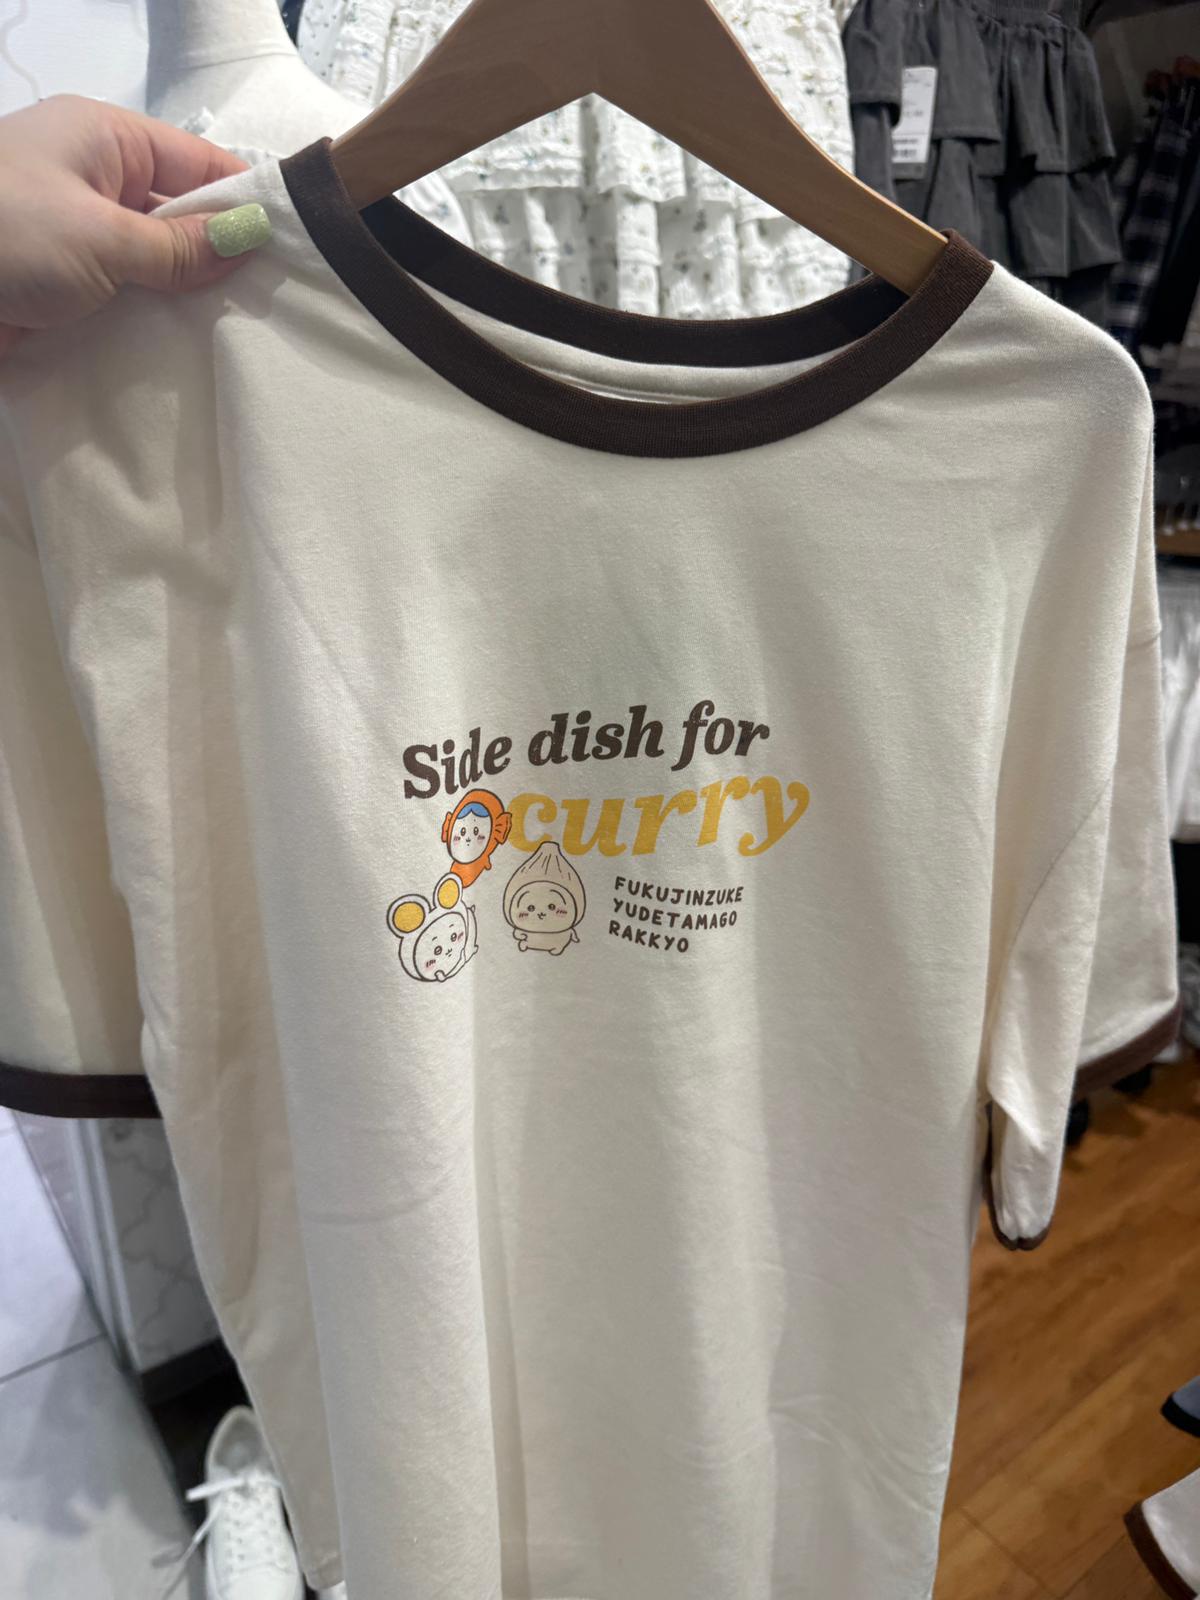 Side dish for
curry
FUKUJINZUKE
YUDETAMAGO
RAKKYO